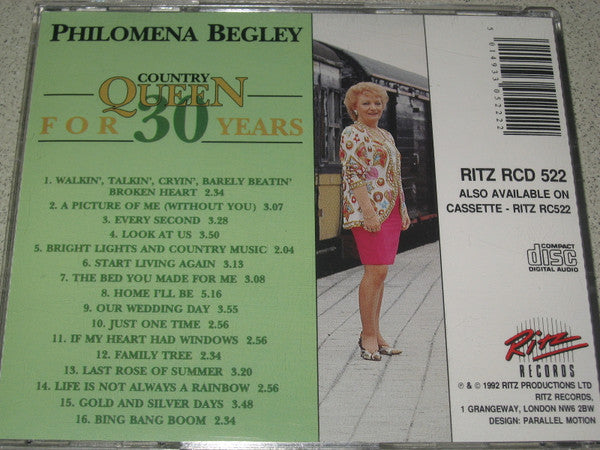 PHILOMENA BEGLEY
COUNTRY
QUEEN
FOR 30 YEARS
1. WALKIN', TALKIN', CRYIN', BARELY BEATIN'
BROKEN HEART 2.34
2. A PICTURE OF ME (WITHOUT YOU) 3.07
3. EVERY SECOND 3.28
4. LOOK AT US 3.50
5. BRIGHT LIGHTS AND COUNTRY MUSIC 2.04
6. START LIVING AGAIN 3.13
7. THE BED YOU MADE FOR ME 3.08
8. HOME I'LL BE 5.16
9. OUR WEDDING DAY 3.55
10. JUST ONE TIME 2.56
11. IF MY HEART HAD WINDOWS 2.56
12. FAMILY TREE 2.34
13. LAST ROSE OF SUMMER 3.20
14. LIFE IS NOT ALWAYS A RAINBOW 2.56
15. GOLD AND SILVER DAYS 3.48
16. BING BANG BOOM 2.34
5 014933 052222
RITZ RCD 522
ALSO AVAILABLE ON
CASSETTE - RITZ RC522
COMPACT
disc
DIGITAL AUDIO
Ritz
RECORDS
℗ & © 1992 RITZ PRODUCTIONS LTD
RITZ RECORDS,
1 GRANGEWAY, LONDON NW6 2BW
DESIGN: PARALLEL MOTION